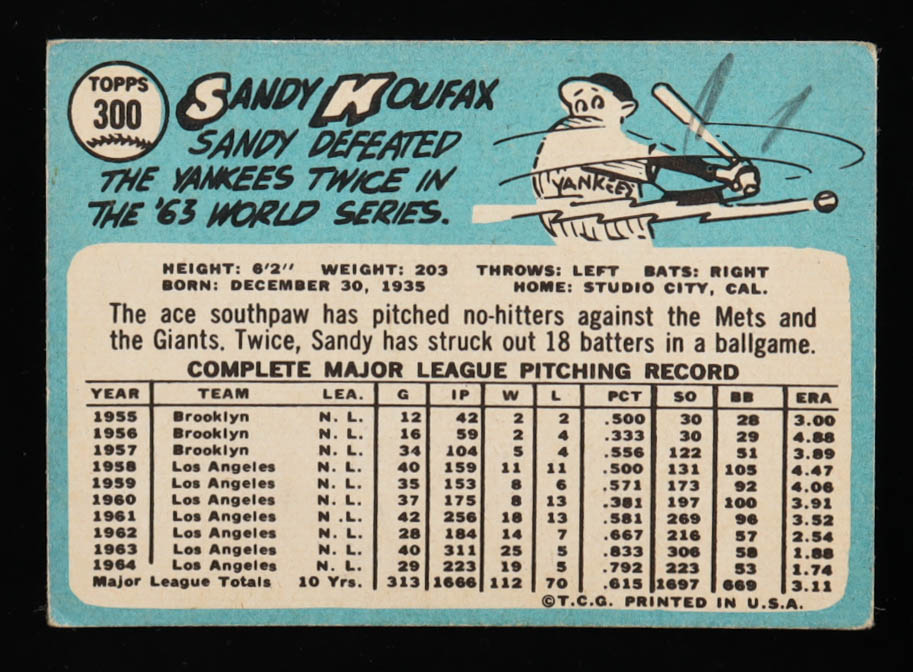 TOPPS
300
SANDY KOUFAX
SANDY DEFEATED
THE YANKEES TWICE IN
THE '63 WORLD SERIES.
YANKEES
HEIGHT: 6'2" WEIGHT: 203 THROWS: LEFT BATS: RIGHT
BORN: DECEMBER 30, 1935 HOME: STUDIO CITY, CAL.
The ace southpaw has pitched no-hitters against the Mets and
the Giants. Twice, Sandy has struck out 18 batters in a ballgame.
COMPLETE MAJOR LEAGUE PITCHING RECORD
YEAR TEAM LEA. G IP W L PCT SO BB ERA
1955 Brooklyn N. L. 12 42 2 2 .500 30 28 3.00
1956 Brooklyn N. L. 16 59 2 4 .333 30 29 4.88
1957 Brooklyn N. L. 34 104 5 4 .556 122 51 3.89
1958 Los Angeles N. L. 40 159 11 11 .500 131 105 4.47
1959 Los Angeles N. L. 35 153 8 6 .571 173 92 4.06
1960 Los Angeles N. L. 37 175 8 13 .381 197 100 3.91
1961 Los Angeles N .L. 42 256 18 13 .581 269 96 3.52
1962 Los Angeles N. L. 28 184 14 7 .667 216 57 2.54
1963 Los Angeles N. L. 40 311 25 5 .833 306 58 1.88
1964 Los Angeles N. L. 29 223 19 5 .792 223 53 1.74
Major League Totals 10 Yrs. 313 1666 112 70 .615 1697 669 3.11
©T.C.G. PRINTED IN U.S.A.